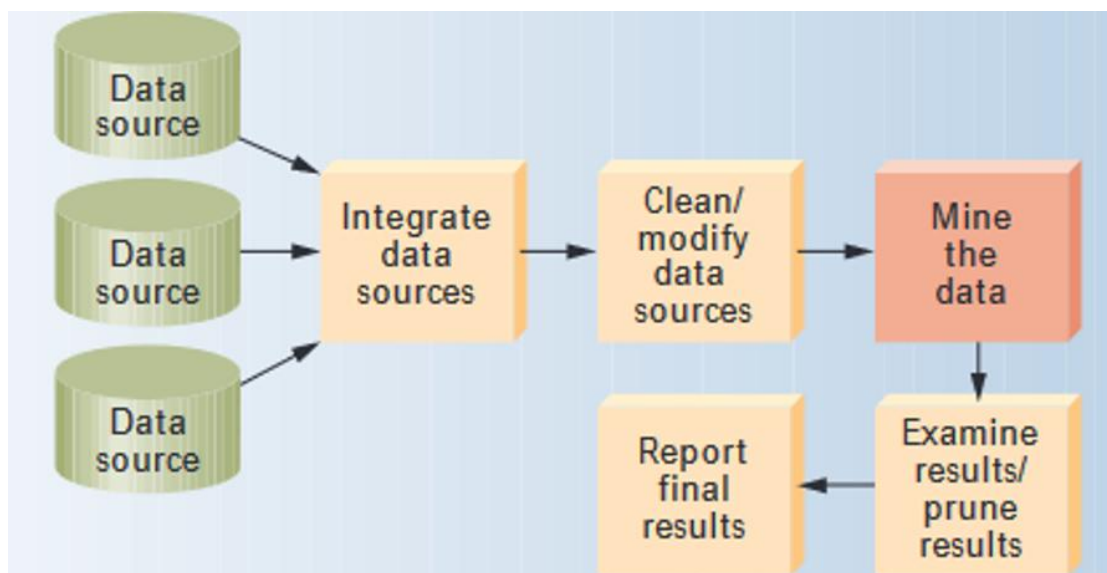 Data
source
Data
source
Data
source
Integrate
data
sources
Clean/
modify
data
sources
Mine
the
data
Examine
results/
prune
results
Report
final
results